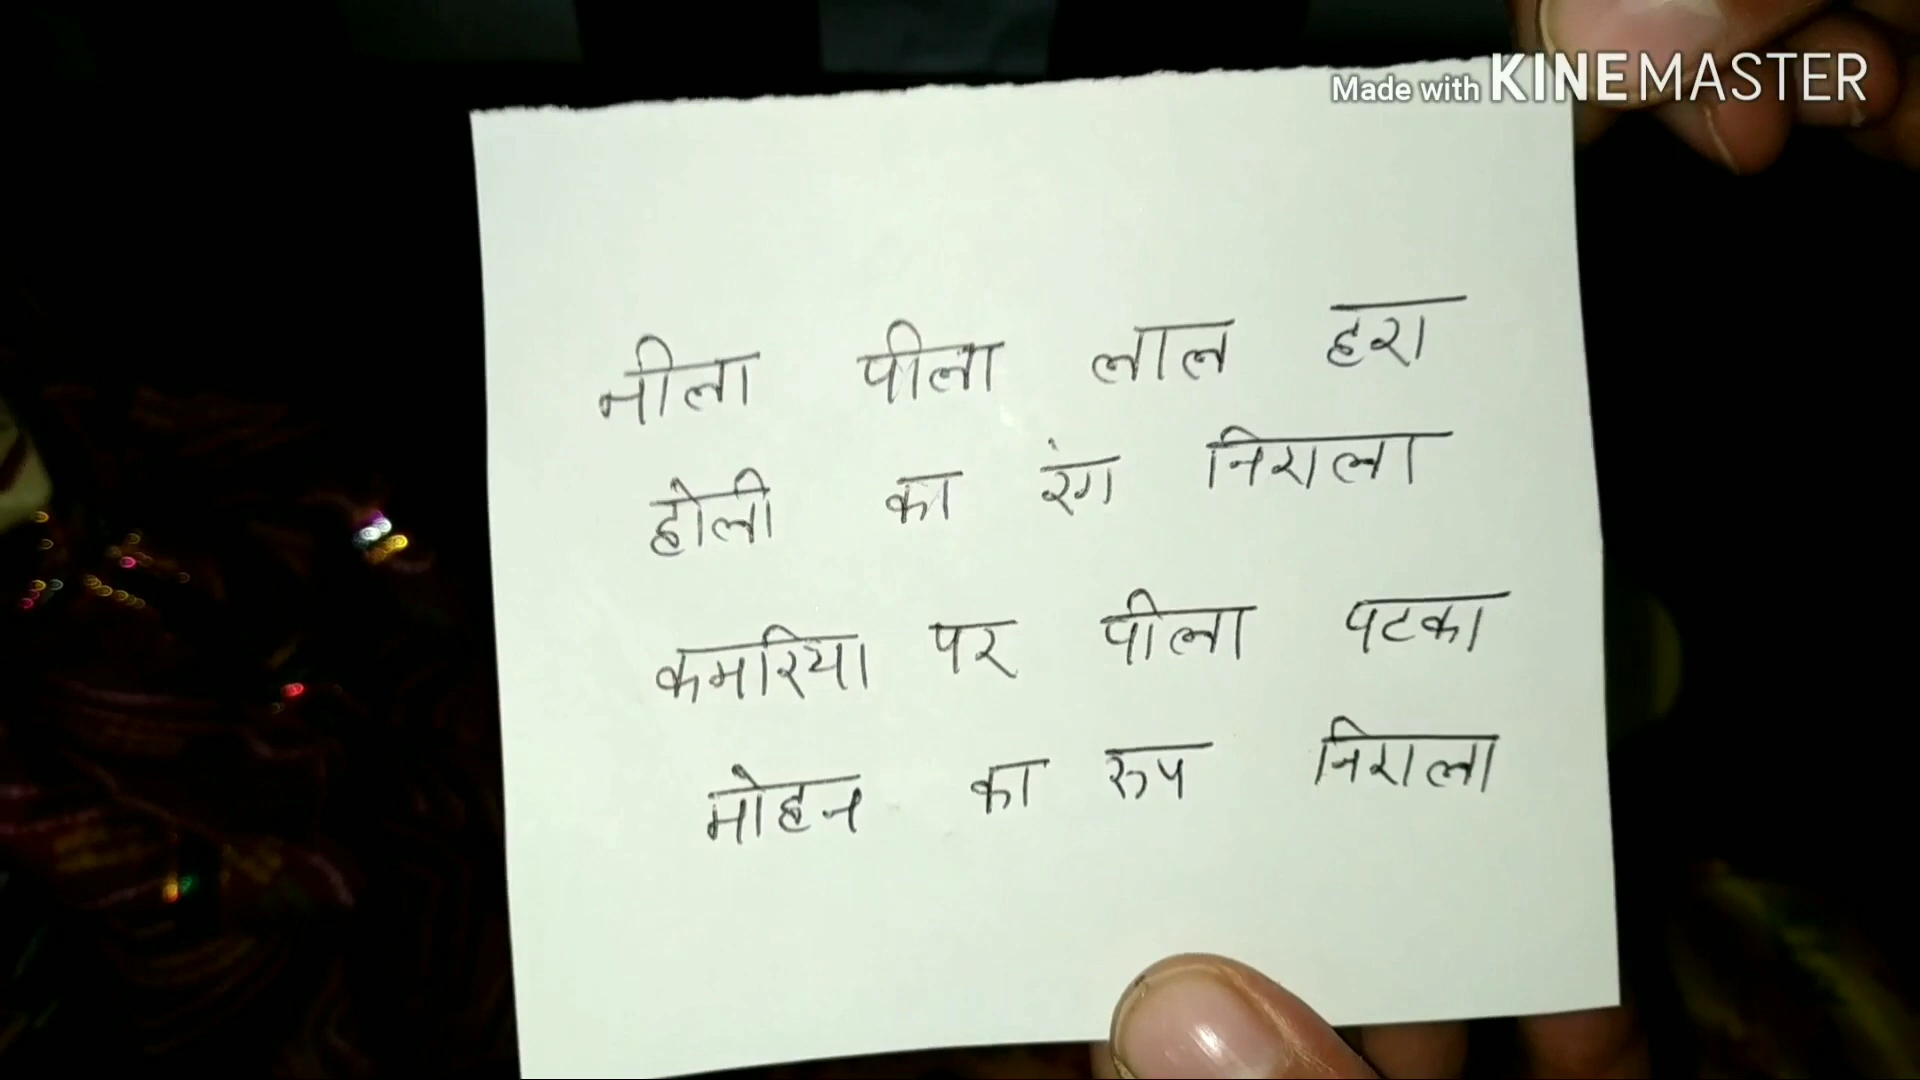 Made with KINEMASTER
नीला पीला लाल हरा
होली का रंग निराला
कमरिया पर पीला पटका
मोहन का रुप निराला